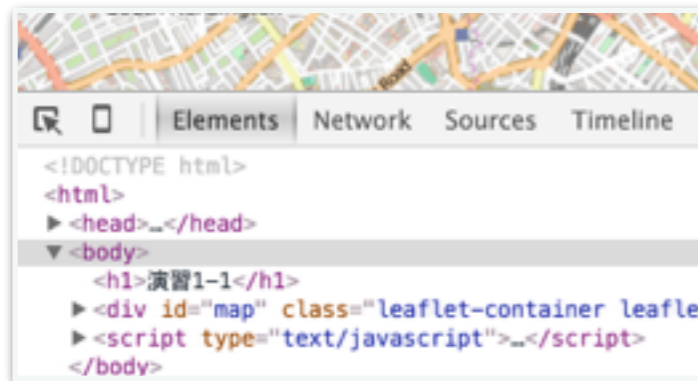 Road
Elements Network Sources Timeline
<!DOCTYPE html>
<html>
▶<head>…</head>
▼<body>
<h1>演習1-1</h1>
▶<div id="map" class="leaflet-container leafle
▶<script type="text/javascript">…</script>
</body>